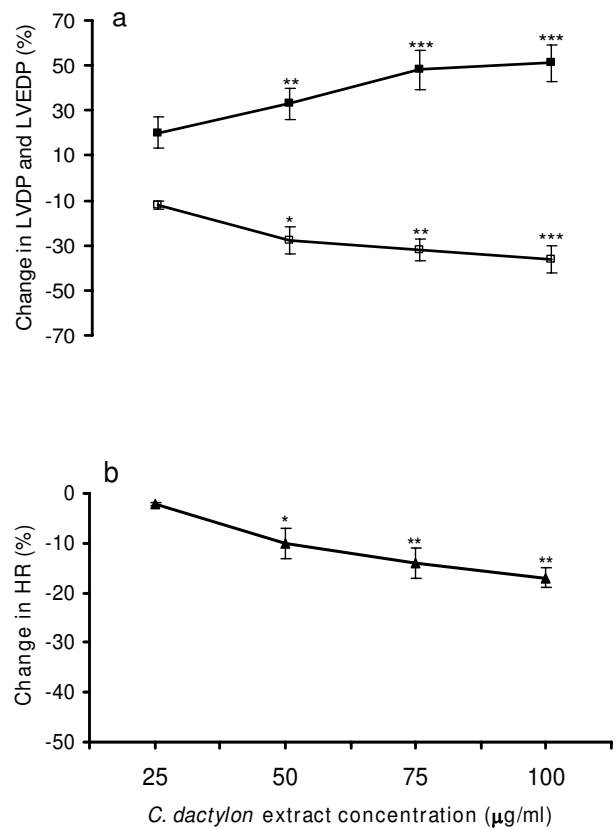 a
Change in LVDP and LVEDP (%)
70
50
30
10
-10
-30
-50
-70
** *** ***
* ** ***
b
Change in HR (%)
0
-10
-20
-30
-40
-50
* ** **
25 50 75 100
C. dactylon extract concentration (μg/ml)